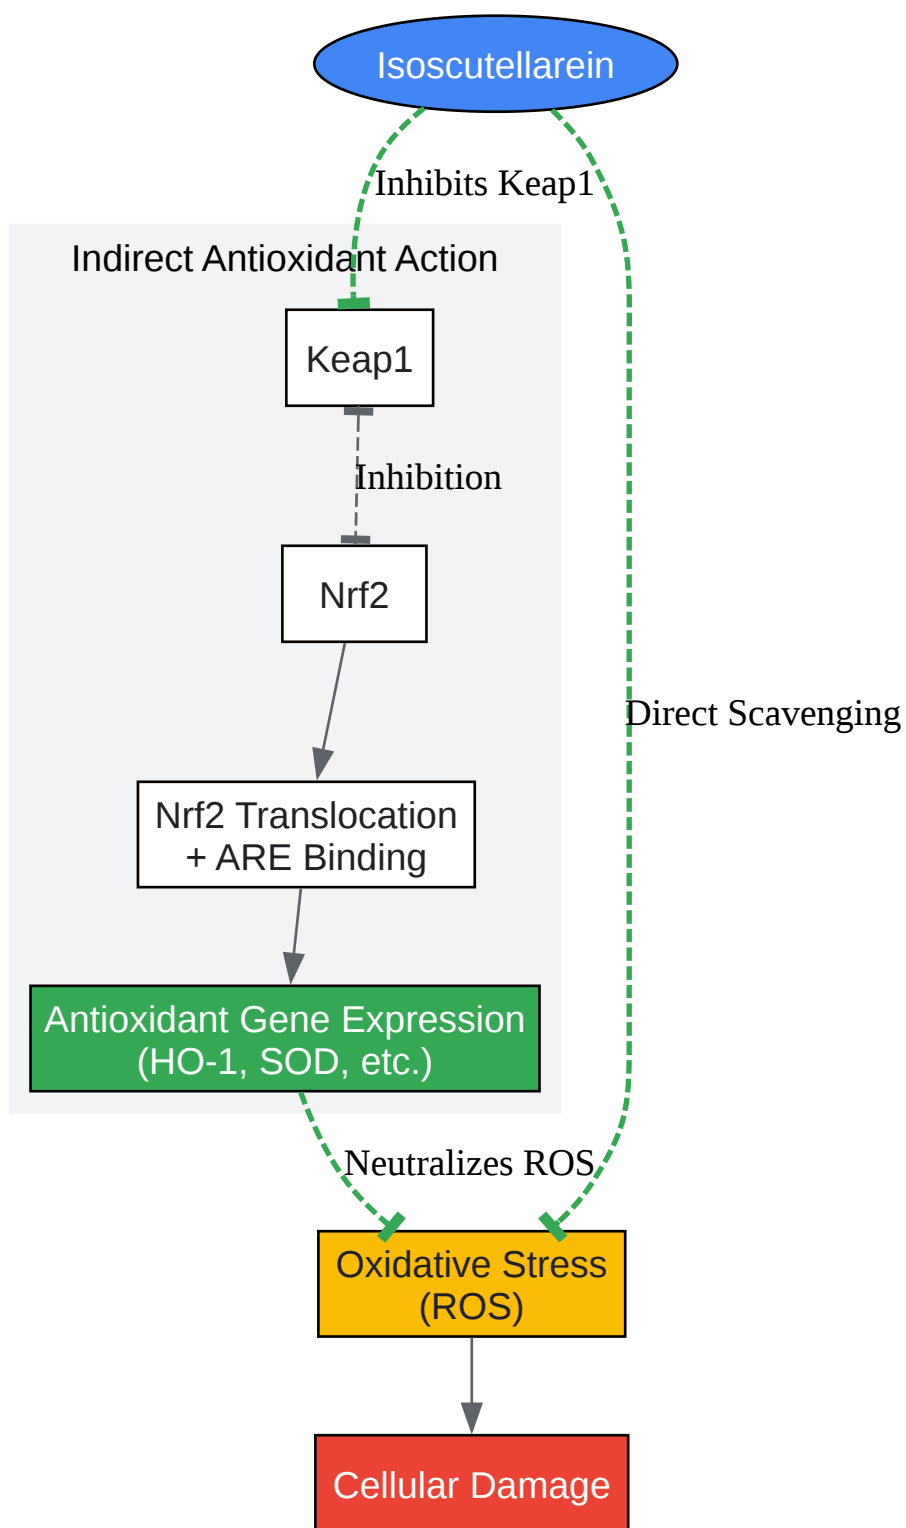 Isoscutellarein
Inhibits Keap1
Indirect Antioxidant Action
Keap1
Inhibition
Nrf2
Direct Scavenging
Nrf2 Translocation
+ ARE Binding
Antioxidant Gene Expression
(HO-1, SOD, etc.)
Neutralizes ROS
Oxidative Stress
(ROS)
Cellular Damage